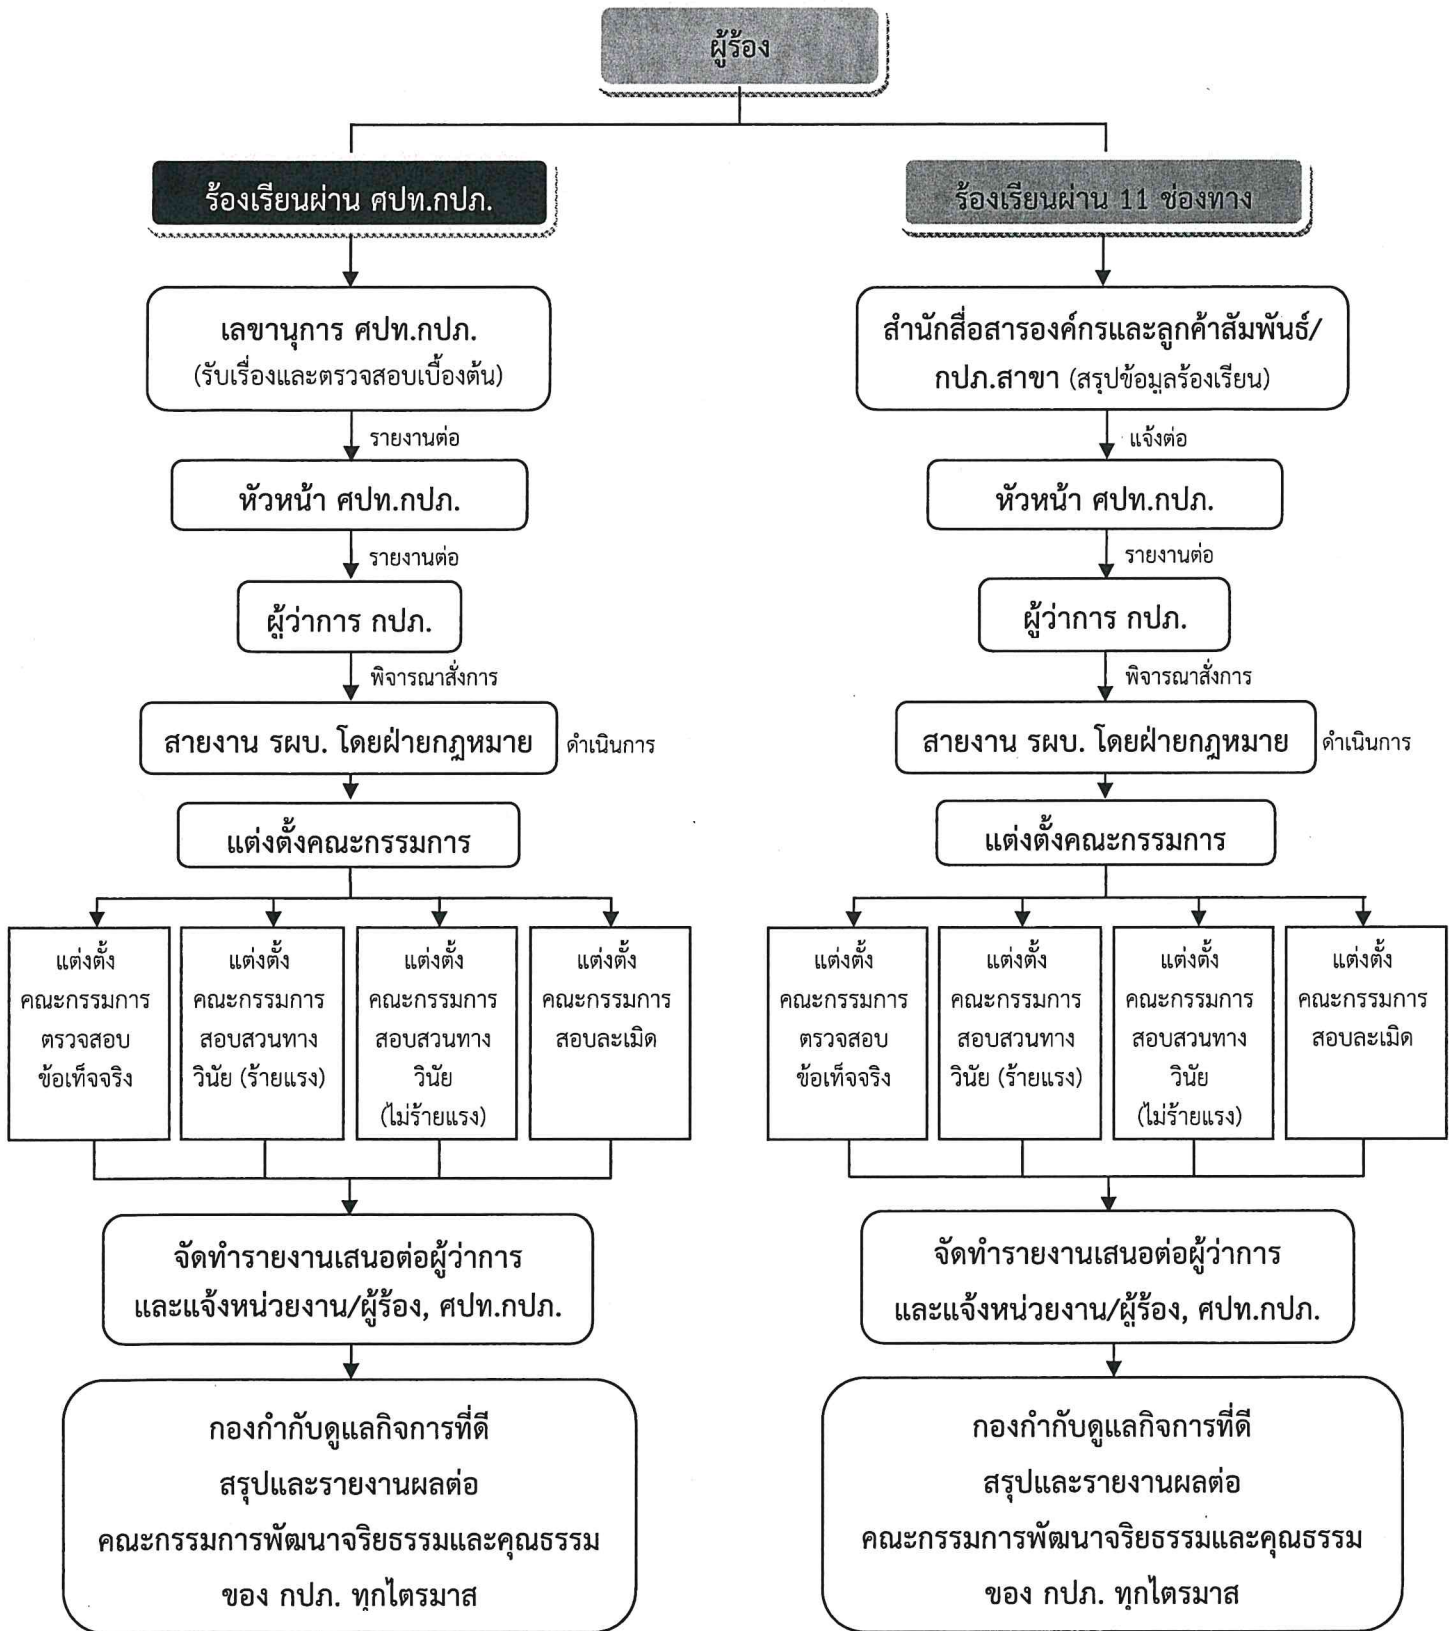 ผู้ร้อง
ร้องเรียนผ่าน ศปท.กปภ.
เลขานุการ ศปท.กปภ.
(รับเรื่องและตรวจสอบเบื้องต้น)
รายงานต่อ
หัวหน้า ศปท.กปภ.
รายงานต่อ
ผู้ว่าการ กปภ.
พิจารณาสั่งการ
สายงาน รผบ. โดยฝ่ายกฎหมาย
ดำเนินการ
แต่งตั้งคณะกรรมการ
แต่งตั้ง
คณะกรรมการ
ตรวจสอบ
ข้อเท็จจริง
แต่งตั้ง
คณะกรรมการ
สอบสวนทาง
วินัย (ร้ายแรง)
แต่งตั้ง
คณะกรรมการ
สอบสวนทาง
วินัย
(ไม่ร้ายแรง)
แต่งตั้ง
คณะกรรมการ
สอบละเมิด
จัดทำรายงานเสนอต่อผู้ว่าการ
และแจ้งหน่วยงาน/ผู้ร้อง, ศปท.กปภ.
กองกำกับดูแลกิจการที่ดี
สรุปและรายงานผลต่อ
คณะกรรมการพัฒนาจริยธรรมและคุณธรรม
ของ กปภ. ทุกไตรมาส
ร้องเรียนผ่าน 11 ช่องทาง
สำนักสื่อสารองค์กรและลูกค้าสัมพันธ์/
กปภ.สาขา (สรุปข้อมูลร้องเรียน)
แจ้งต่อ
หัวหน้า ศปท.กปภ.
รายงานต่อ
ผู้ว่าการ กปภ.
พิจารณาสั่งการ
สายงาน รผบ. โดยฝ่ายกฎหมาย
ดำเนินการ
แต่งตั้งคณะกรรมการ
แต่งตั้ง
คณะกรรมการ
ตรวจสอบ
ข้อเท็จจริง
แต่งตั้ง
คณะกรรมการ
สอบสวนทาง
วินัย (ร้ายแรง)
แต่งตั้ง
คณะกรรมการ
สอบสวนทาง
วินัย
(ไม่ร้ายแรง)
แต่งตั้ง
คณะกรรมการ
สอบละเมิด
จัดทำรายงานเสนอต่อผู้ว่าการ
และแจ้งหน่วยงาน/ผู้ร้อง, ศปท.กปภ.
กองกำกับดูแลกิจการที่ดี
สรุปและรายงานผลต่อ
คณะกรรมการพัฒนาจริยธรรมและคุณธรรม
ของ กปภ. ทุกไตรมาส